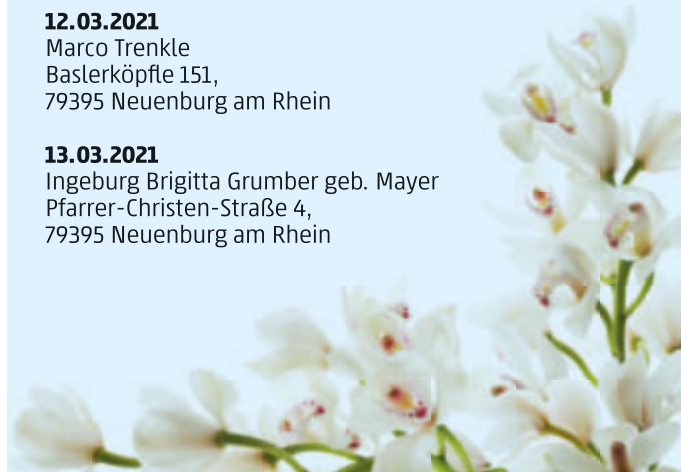 12.03.2021
Marco Trenkle
Baslerköpfle 151,
79395 Neuenburg am Rhein
13.03.2021
Ingeburg Brigitta Grumber geb. Mayer
Pfarrer-Christen-Straße 4,
79395 Neuenburg am Rhein